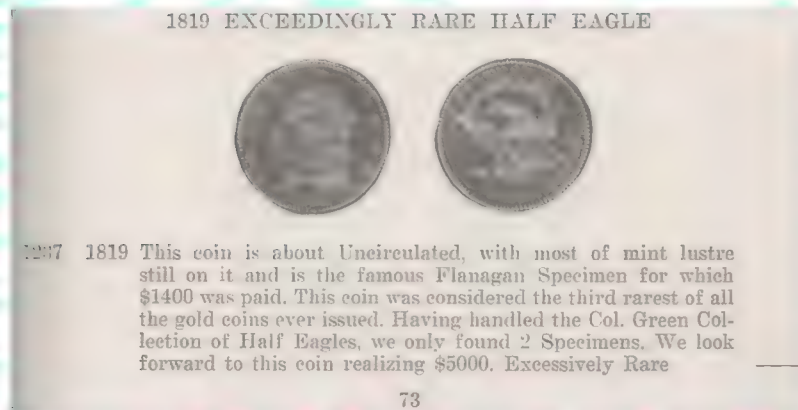 1819 EXCEEDINGLY RARE HALF EAGLE
1819 This coin is about Uncirculated, with most of mint lustre
still on it and is the famous Flanagan Specimen for which
$1400 was paid. This coin was considered the third rarest of all
the gold coins ever issued. Having handled the Col. Green Col-
lection of Half Eagles, we only found 2 Specimens. We look
forward to this coin realizing $5000. Excessively Rare
73